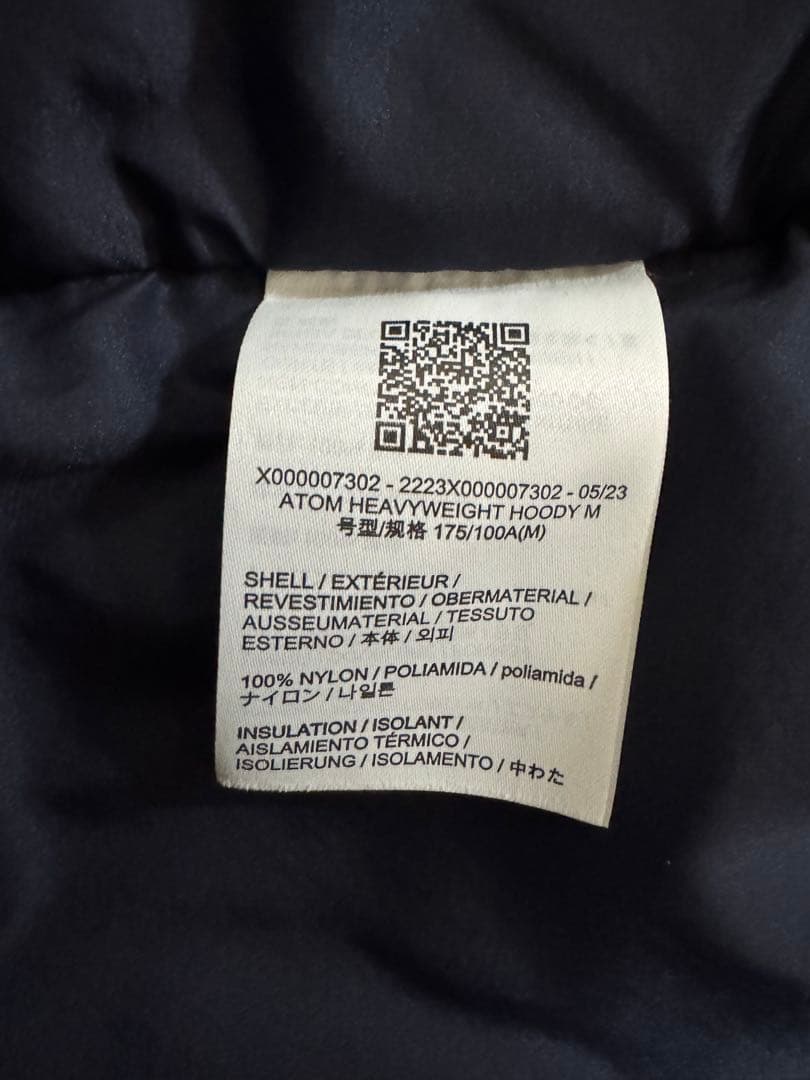 X000007302 - 2223X000007302 - 05/23
ATOM HEAVYWEIGHT HOODY M
号型/规格 175/100A(M)
SHELL / EXTÉRIEUR /
REVESTIMIENTO / OBERMATERIAL /
AUSSEUMATERIAL / TESSUTO
ESTERNO / 本体 / 외피
100% NYLON / POLIAMIDA / poliamida /
ナイロン / 나일론
INSULATION / ISOLANT /
AISLAMIENTO TÉRMICO /
ISOLIERUNG / ISOLAMENTO / 中わた